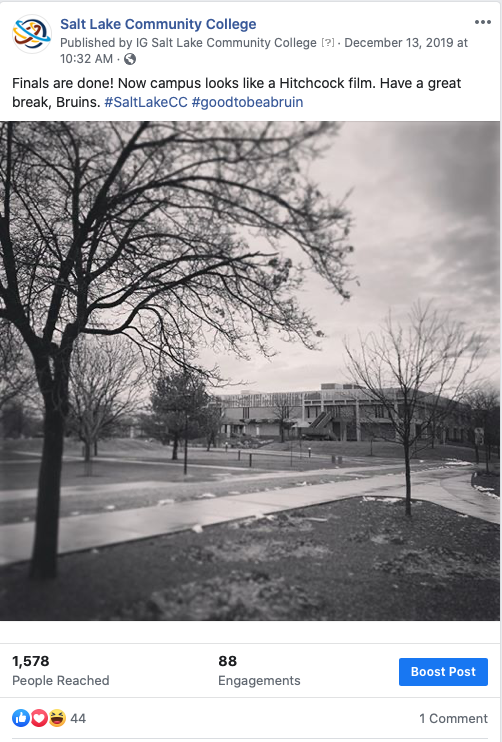 Salt Lake Community College
Published by IG Salt Lake Community College [?] · December 13, 2019 at
10:32 AM ·
Finals are done! Now campus looks like a Hitchcock film. Have a great
break, Bruins. #SaltLakeCC #goodtobeabruin
1,578
People Reached
88
Engagements
Boost Post
44
1 Comment